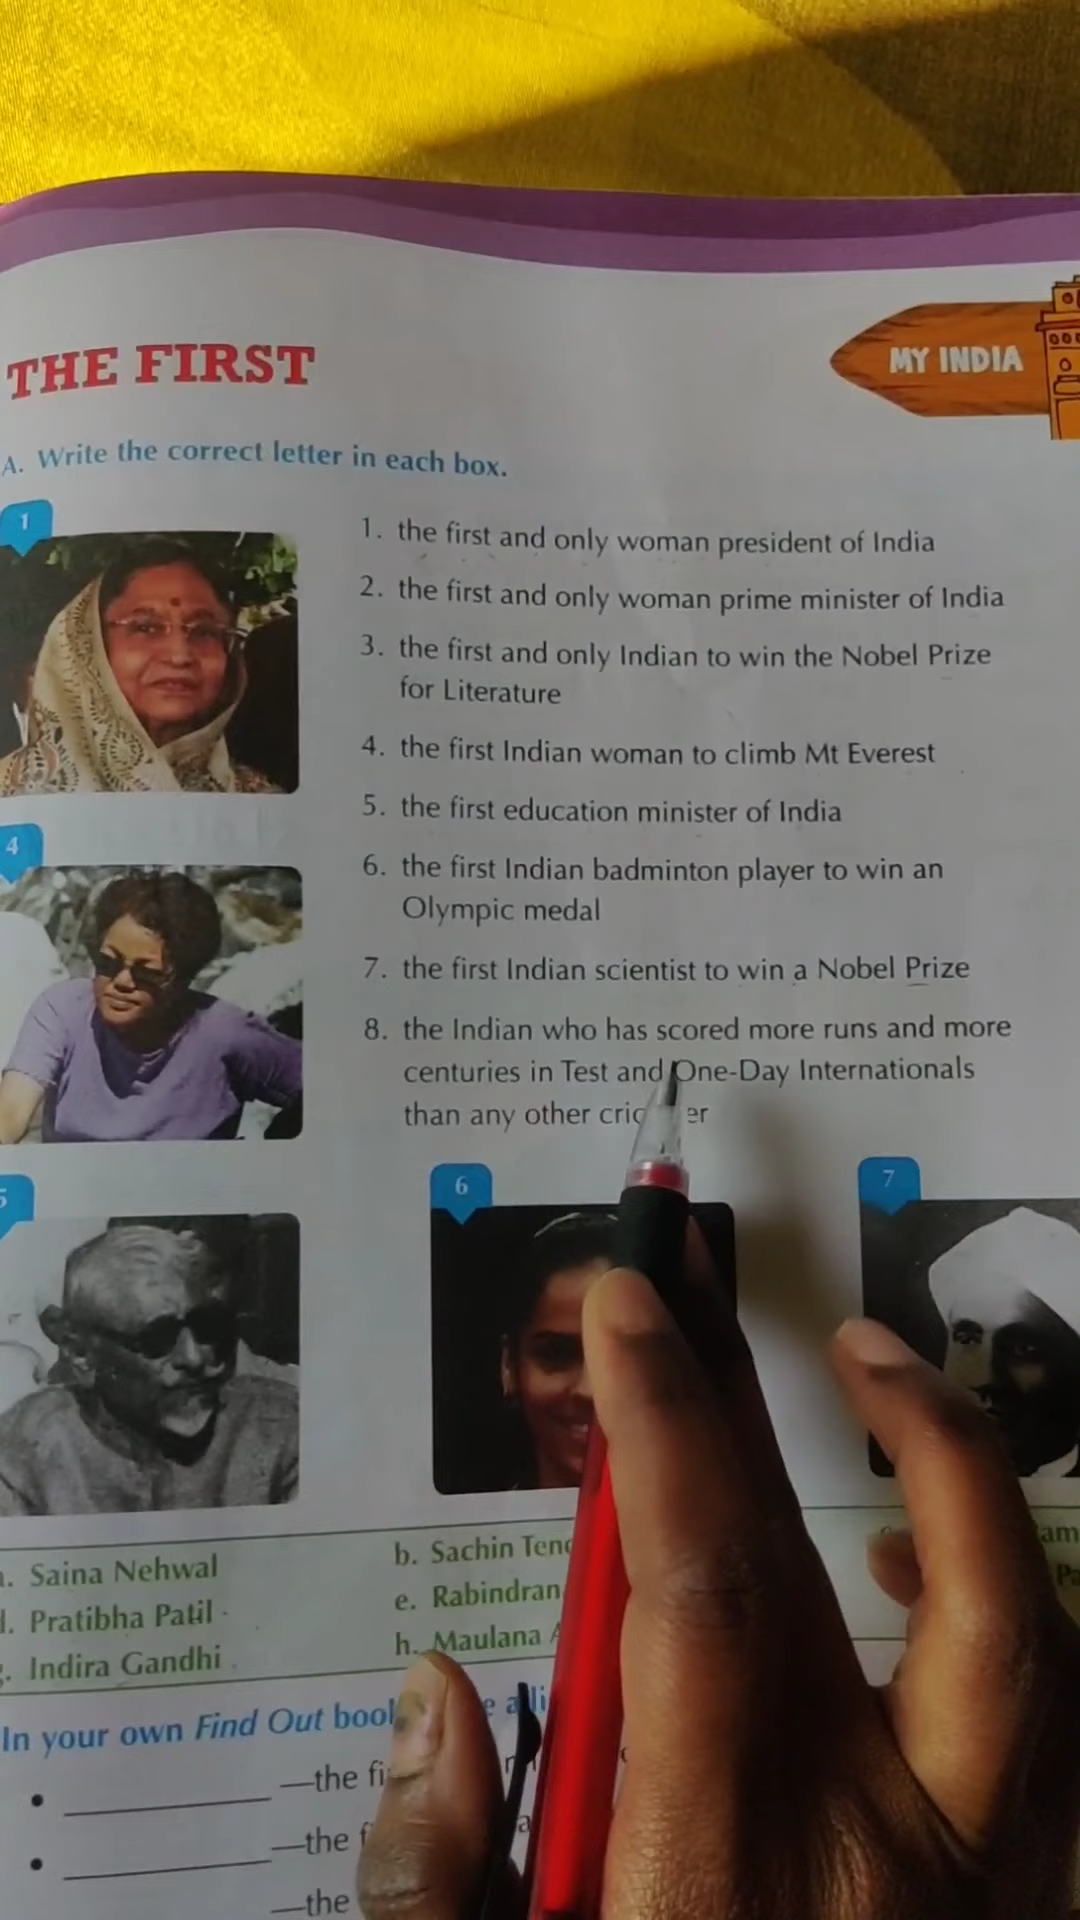 THE FIRST
MY INDIA
A. Write the correct letter in each box.
1
1. the first and only woman president of India
2. the first and only woman prime minister of India
3. the first and only Indian to win the Nobel Prize
for Literature
4. the first Indian woman to climb Mt Everest
4
5. the first education minister of India
6. the first Indian badminton player to win an
Olympic medal
7. the first Indian scientist to win a Nobel Prize
8. the Indian who has scored more runs and more
centuries in Test and One-Day Internationals
than any other
5
6
7
Saina Nehwal
b. Sachin
d. Pratibha Patil
e.
g. Indira Gandhi
h. Maulana
In your own Find Out
—the
—the
—the